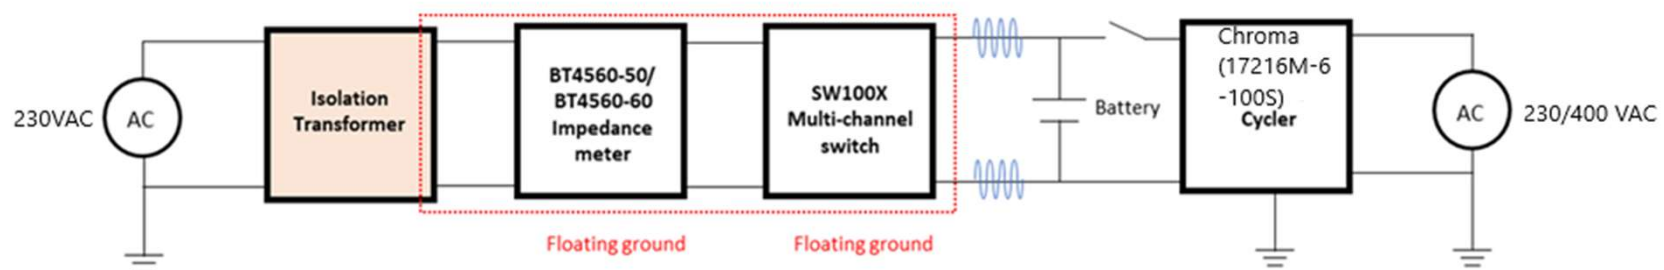 230VAC
AC
Isolation
Transformer
BT4560-50/
BT4560-60
Impedance
meter
SW100X
Multi-channel
switch
Floating ground
Floating ground
Battery
Chroma
(17216M-6
-100S)
Cycler
AC
230/400 VAC